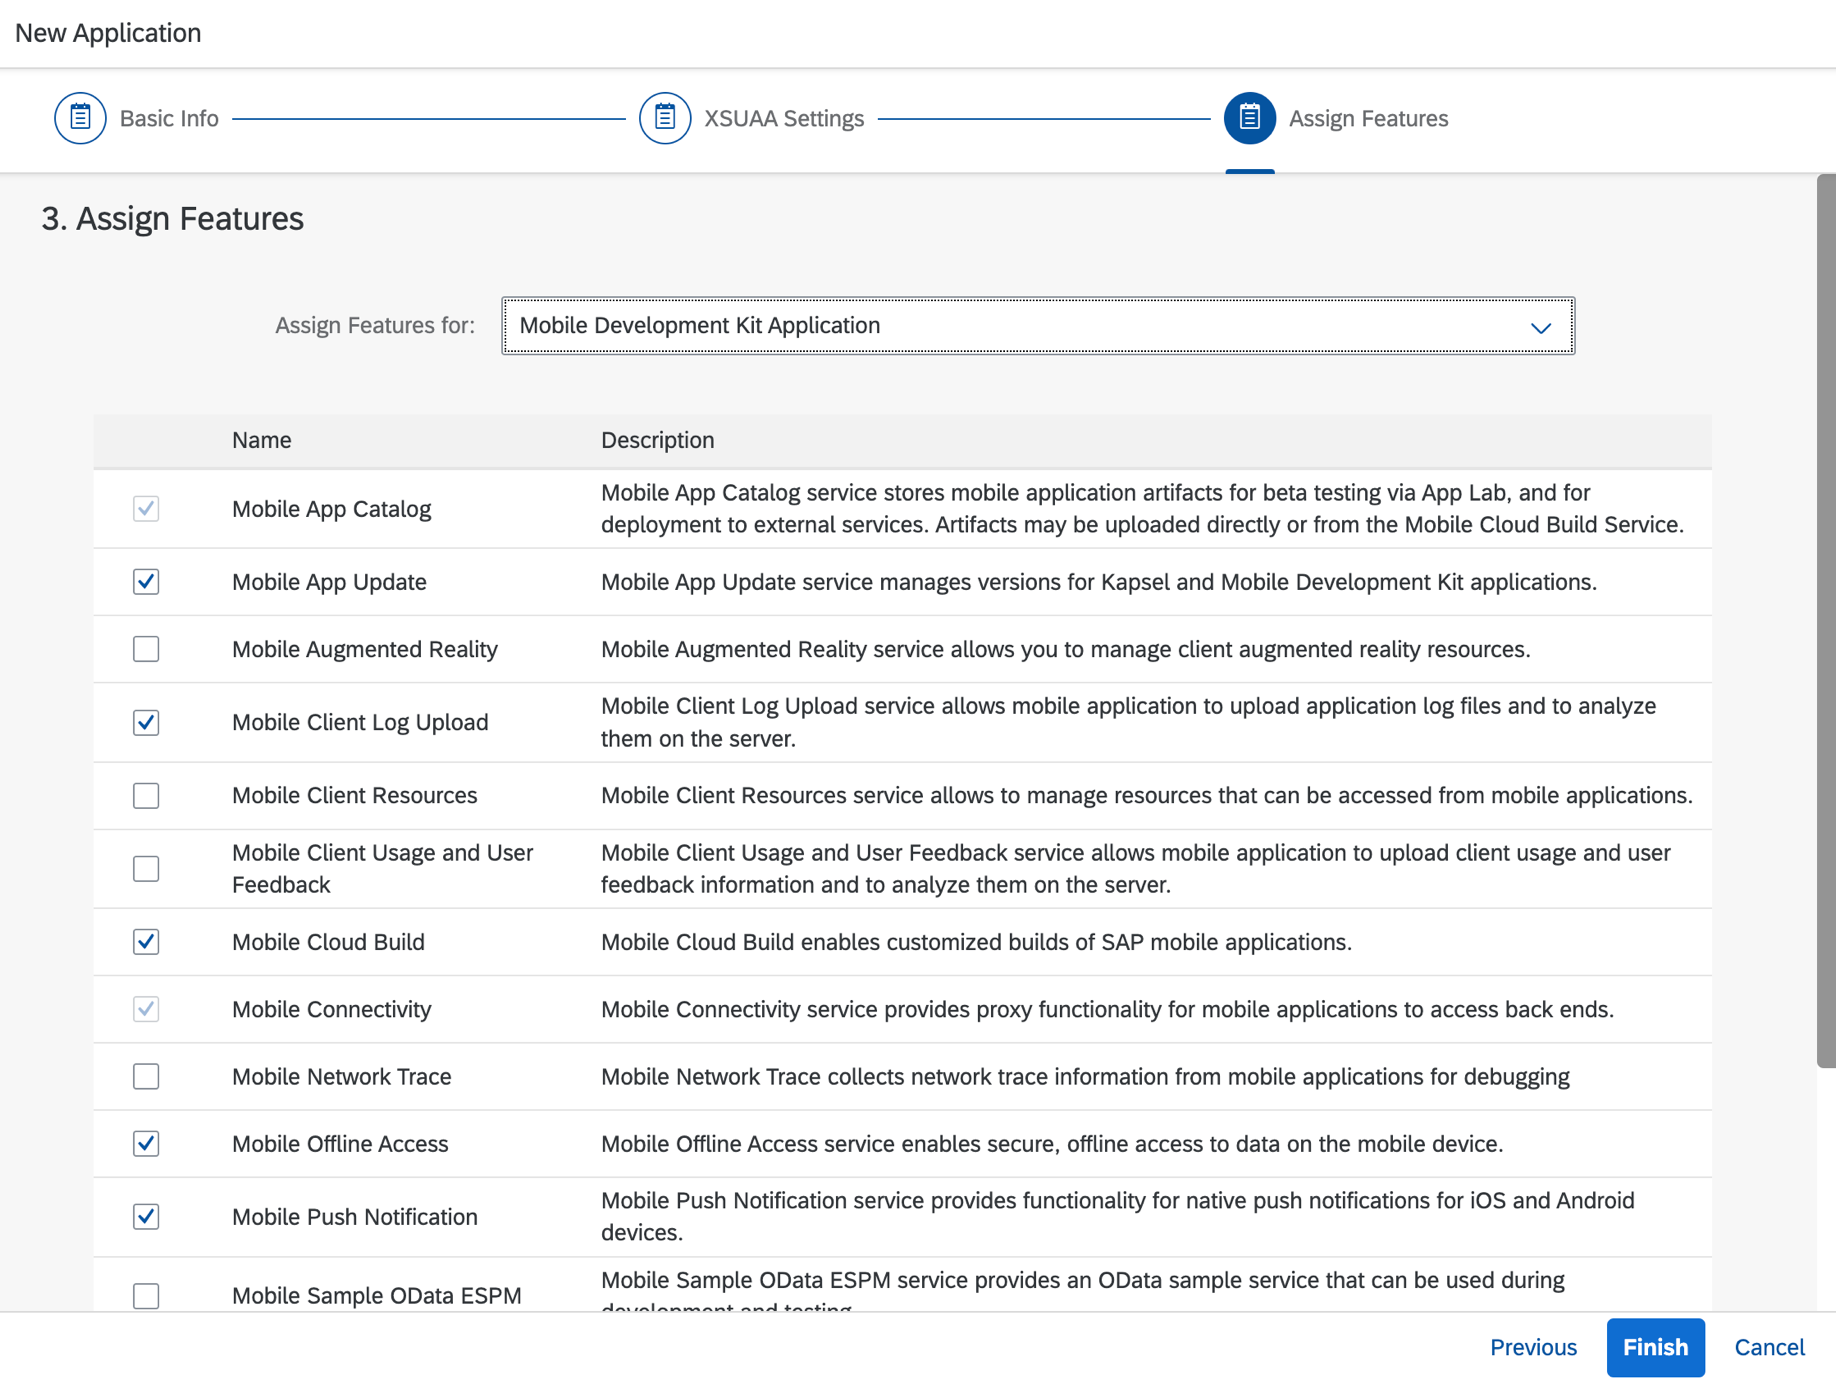 New Application
Basic Info
XSUAA Settings
Assign Features
3. Assign Features
Assign Features for:
Mobile Development Kit Application
Name
Description
Mobile App Catalog
Mobile App Catalog service stores mobile application artifacts for beta testing via App Lab, and for
deployment to external services. Artifacts may be uploaded directly or from the Mobile Cloud Build Service.
Mobile App Update
Mobile App Update service manages versions for Kapsel and Mobile Development Kit applications.
Mobile Augmented Reality
Mobile Augmented Reality service allows you to manage client augmented reality resources.
Mobile Client Log Upload
Mobile Client Log Upload service allows mobile application to upload application log files and to analyze
them on the server.
Mobile Client Resources
Mobile Client Resources service allows to manage resources that can be accessed from mobile applications.
Mobile Client Usage and User
Feedback
Mobile Client Usage and User Feedback service allows mobile application to upload client usage and user
feedback information and to analyze them on the server.
Mobile Cloud Build
Mobile Cloud Build enables customized builds of SAP mobile applications.
Mobile Connectivity
Mobile Connectivity service provides proxy functionality for mobile applications to access back ends.
Mobile Network Trace
Mobile Network Trace collects network trace information from mobile applications for debugging
Mobile Offline Access
Mobile Offline Access service enables secure, offline access to data on the mobile device.
Mobile Push Notification
Mobile Push Notification service provides functionality for native push notifications for iOS and Android
devices.
Mobile Sample OData ESPM
Mobile Sample OData ESPM service provides an OData sample service that can be used during
development and testing
Previous
Finish
Cancel